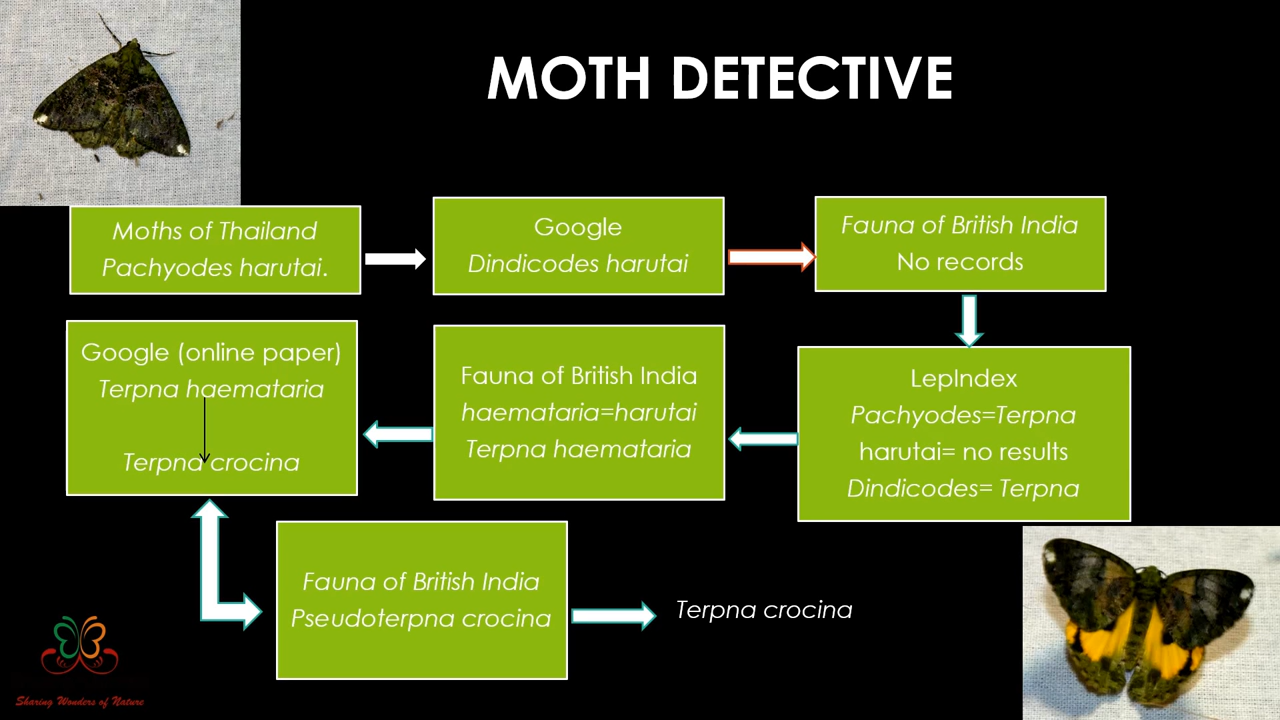 MOTH DETECTIVE
Moths of Thailand
Pachyodes harutai.
Google
Dindicodes harutai
Fauna of British India
No records
LepIndex
Pachyodes=Terpna
harutai= no results
Dindicodes= Terpna
Fauna of British India
haemataria=harutai
Terpna haemataria
Google (online paper)
Terpna haemataria
Terpna crocina
Fauna of British India
Pseudoterpna crocina
Terpna crocina
Sharing Wonders of Nature